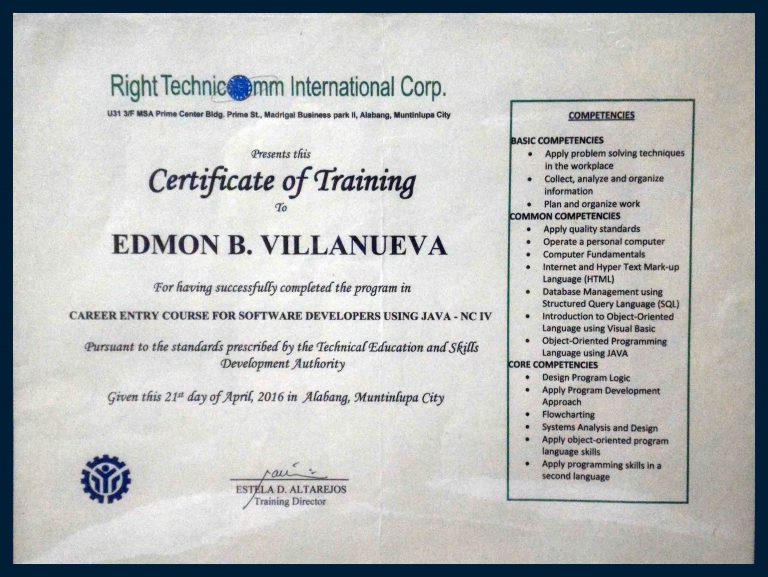 Right Technicomm International Corp.
U31 3/F MSA Prime Center Bldg. Prime St., Madrigal Business park II, Alabang, Muntinlupa City
Presents this
Certificate of Training
To
EDMON B. VILLANUEVA
For having successfully completed the program in
CAREER ENTRY COURSE FOR SOFTWARE DEVELOPERS USING JAVA - NC IV
Pursuant to the standards prescribed by the Technical Education and Skills
Development Authority
Given this 21st day of April, 2016 in Alabang, Muntinlupa City
ESTELA D. ALTAREJOS
Training Director
COMPETENCIES
BASIC COMPETENCIES
• Apply problem solving techniques
in the workplace
• Collect, analyze and organize
information
• Plan and organize work
COMMON COMPETENCIES
• Apply quality standards
• Operate a personal computer
• Computer Fundamentals
• Internet and Hyper Text Mark-up
Language (HTML)
• Database Management using
Structured Query Language (SQL)
• Introduction to Object-Oriented
Language using Visual Basic
• Object-Oriented Programming
Language using JAVA
CORE COMPETENCIES
• Design Program Logic
• Apply Program Development
Approach
• Flowcharting
• Systems Analysis and Design
• Apply object-oriented program
language skills
• Apply programming skills in a
second language